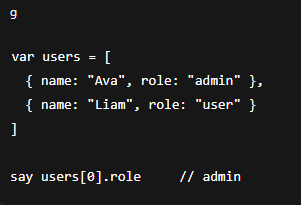 g
var users = [
  { name: "Ava", role: "admin" },
  { name: "Liam", role: "user" }
]
say users[0].role     // admin